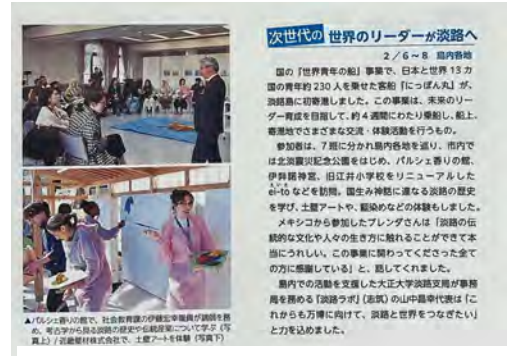 次世代の 世界のリーダーが淡路へ
2/6~8 島内各地
国の「世界青年の船」事業で、日本と世界13カ
国の青年約230人を乗せた客船「にっぽん丸」が、
淡路島に初寄港しました。この事業は、未来のリー
ダー育成を目指して、約4週間にわたり乗船し、船上、
寄港地でさまざまな交流・体験活動を行うもの。
参加者は、7班に分かれ島内各地を巡り、市内で
は北淡震災記念公園をはじめ、パルシェ香りの館、
伊弉諾神宮、旧江井小学校をリニューアルした
ei-to などを訪問。国生み神話に連なる淡路の歴史
を学び、土壁アートや、藍染めなどの体験もしました。
メキシコから参加したブレンダさんは「淡路の伝
統的な文化や人々の生き方に触れることができて本
当にうれしい。この事業に関わってくださった全て
の方に感謝している」と、話してくれました。
島内での活動を支援した大正大学淡路支局が事務
局を務める「淡路ラボ」(志筑)の山中昌幸代表は「こ
れからも万博に向けて、淡路と世界をつなぎたい」
と力を込めました。
▲パルシェ香りの館で、社会教育課の伊藤宏幸職員が講師を務
め、考古学から見る淡路の歴史や伝統産業について学ぶ(写
真上)/近畿壁材株式会社で、土壁アートを体験(写真下)